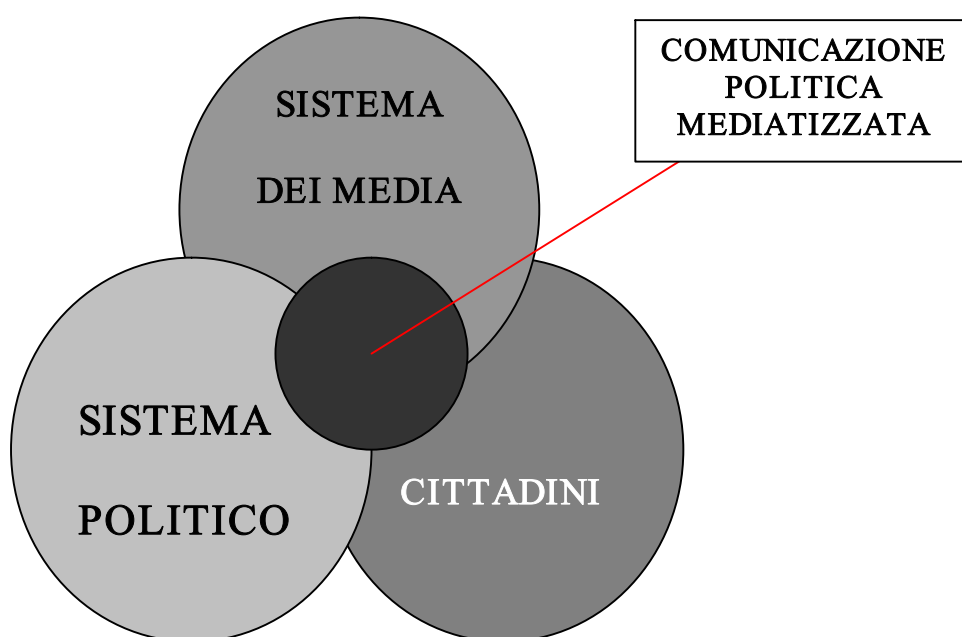 COMUNICAZIONE
POLITICA
MEDIATIZZATA
SISTEMA
DEI MEDIA
SISTEMA
POLITICO
CITTADINI